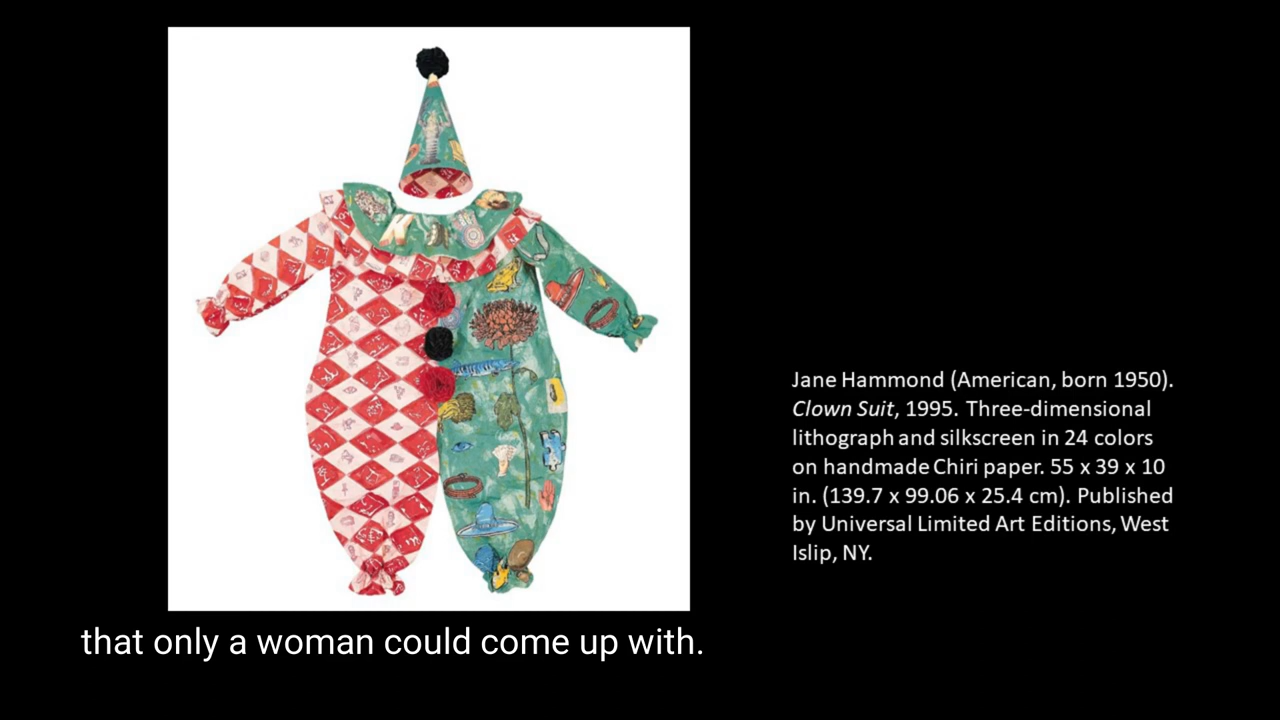 Jane Hammond (American, born 1950).
Clown Suit, 1995. Three-dimensional
lithograph and silkscreen in 24 colors
on handmade Chiri paper. 55 x 39 x 10
in. (139.7 x 99.06 x 25.4 cm). Published
by Universal Limited Art Editions, West
Islip, NY.
that only a woman could come up with.